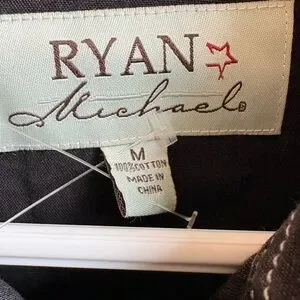 RYAN
Michael®
M
100% COTTON
MADE IN
CHINA